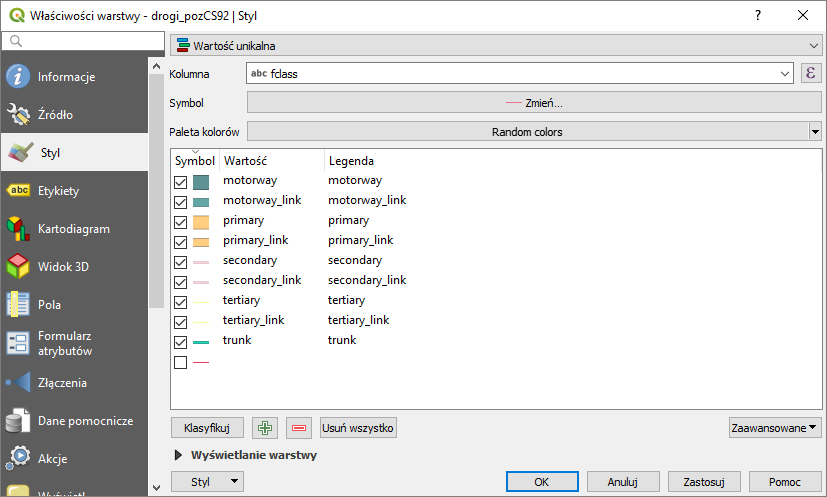 Właściwości warstwy - drogi_pozCS92 | Styl
Wartość unikalna
Kolumna
abc fclass
ε
Symbol
Zmień...
Paleta kolorów
Random colors
Informacje
Źródło
Styl
abc
Etykiety
Kartodiagram
Widok 3D
Pola
Formularz
atrybutów
Złączenia
Dane pomocnicze
Akcje
Symbol Wartość Legenda
motorway motorway
motorway_link motorway_link
primary primary
primary_link primary_link
secondary secondary
secondary_link secondary_link
tertiary tertiary
tertiary_link tertiary_link
trunk trunk
Klasyfikuj
Usuń wszystko
Zaawansowane
Wyświetlanie warstwy
Styl
OK
Anuluj
Zastosuj
Pomoc